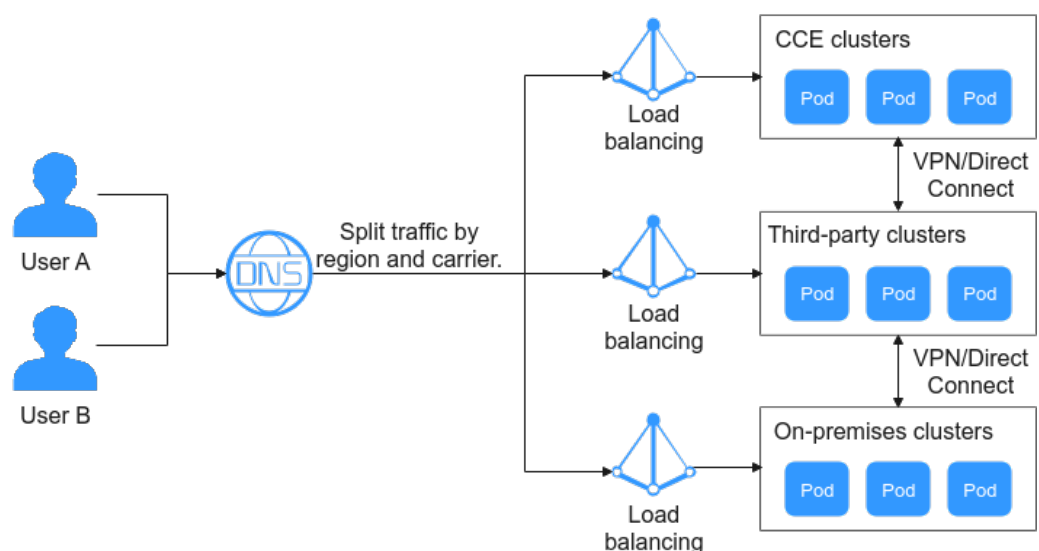 CCE clusters
Pod Pod Pod
Load
balancing
VPN/Direct
Connect
User A
DNS
Split traffic by
region and carrier.
Third-party clusters
Pod Pod Pod
Load
balancing
VPN/Direct
Connect
User B
On-premises clusters
Pod Pod Pod
Load
balancing